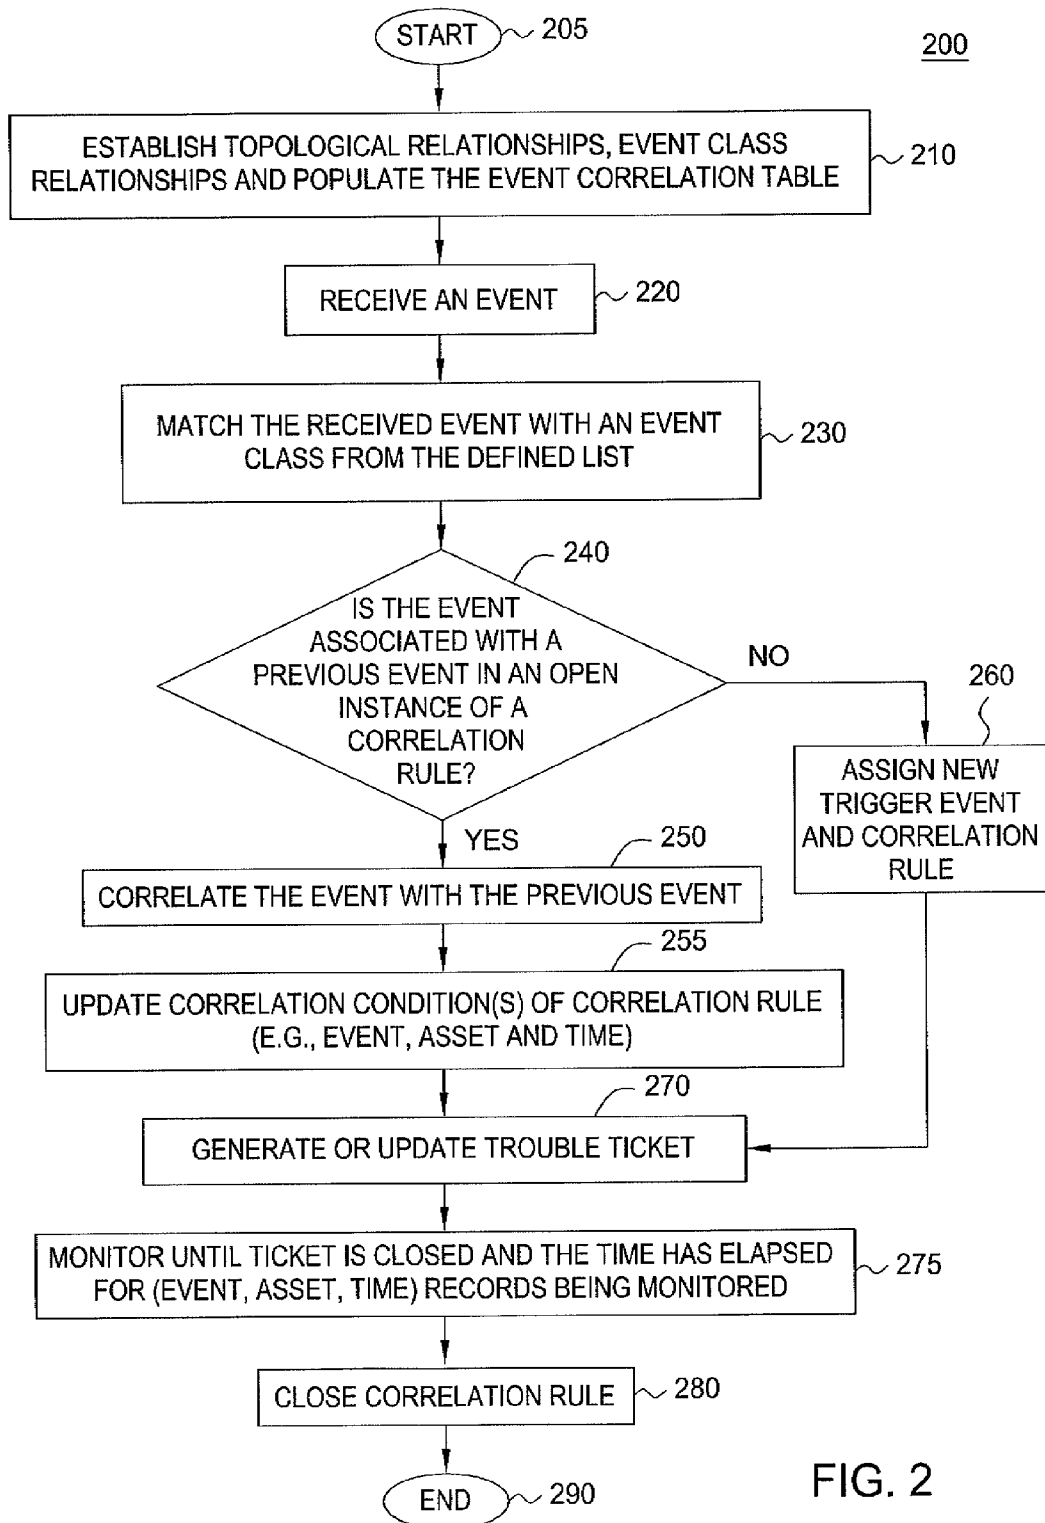 START
205
200
ESTABLISH TOPOLOGICAL RELATIONSHIPS, EVENT CLASS
RELATIONSHIPS AND POPULATE THE EVENT CORRELATION TABLE
210
RECEIVE AN EVENT
220
MATCH THE RECEIVED EVENT WITH AN EVENT
CLASS FROM THE DEFINED LIST
230
240
IS THE EVENT
ASSOCIATED WITH A
PREVIOUS EVENT IN AN OPEN
INSTANCE OF A
CORRELATION
RULE?
NO
260
ASSIGN NEW
TRIGGER EVENT
AND CORRELATION
RULE
YES
250
CORRELATE THE EVENT WITH THE PREVIOUS EVENT
255
UPDATE CORRELATION CONDITION(S) OF CORRELATION RULE
(E.G., EVENT, ASSET AND TIME)
270
GENERATE OR UPDATE TROUBLE TICKET
MONITOR UNTIL TICKET IS CLOSED AND THE TIME HAS ELAPSED
FOR (EVENT, ASSET, TIME) RECORDS BEING MONITORED
275
CLOSE CORRELATION RULE
280
END
290
FIG. 2